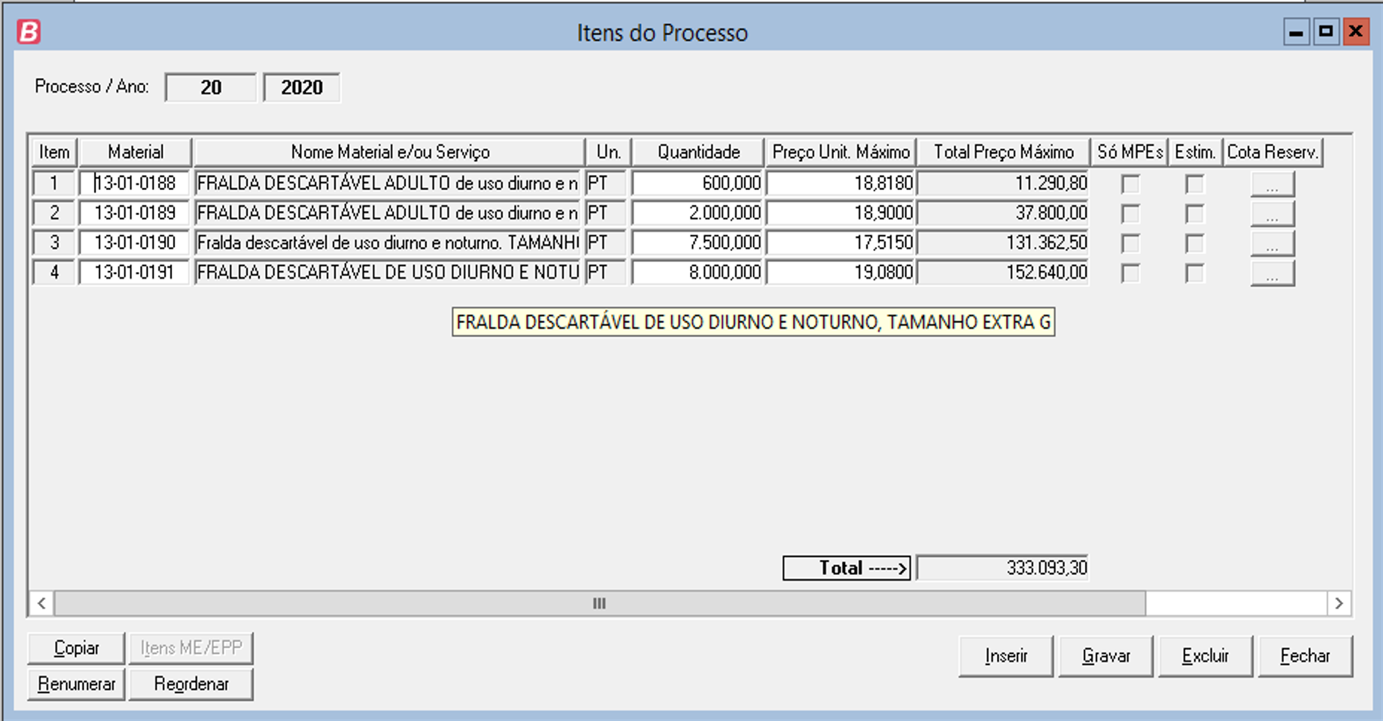 B
Itens do Processo
Processo / Ano: 20 2020
Item Material Nome Material e/ou Serviço Un. Quantidade Preço Unit. Máximo Total Preço Máximo Só MPEs Estim. Cota Reserv.
1 13-01-0188 FRALDA DESCARTÁVEL ADULTO de uso diurno e n PT 600,000 18,8180 11.290,80 ...
2 13-01-0189 FRALDA DESCARTÁVEL ADULTO de uso diurno e n PT 2.000,000 18,9000 37.800,00 ...
3 13-01-0190 Fralda descartável de uso diurno e noturno. TAMANH PT 7.500,000 17,5150 131.362,50 ...
4 13-01-0191 FRALDA DESCARTÁVEL DE USO DIURNO E NOTU PT 8.000,000 19,0800 152.640,00 ...
FRALDA DESCARTÁVEL DE USO DIURNO E NOTURNO, TAMANHO EXTRA G
Total -----> 333.093,30
Copiar Itens ME/EPP Inserir Gravar Excluir Fechar
Renumerar Reordenar